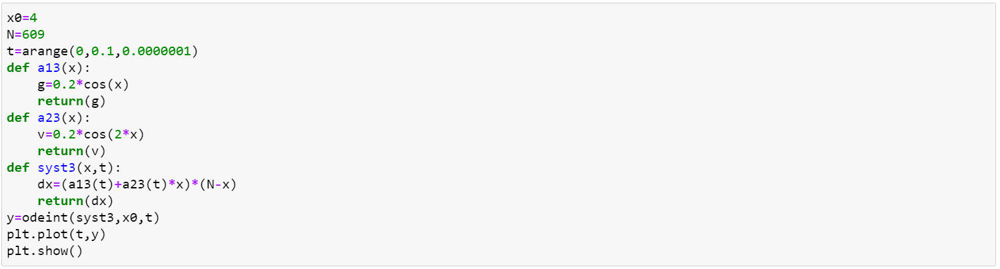 x0=4
N=609
t=arange(0,0.1,0.0000001)
def a13(x):
    g=0.2*cos(x)
    return(g)
def a23(x):
    v=0.2*cos(2*x)
    return(v)
def syst3(x,t):
    dx=(a13(t)+a23(t)*x)*(N-x)
    return(dx)
y=odeint(syst3,x0,t)
plt.plot(t,y)
plt.show()